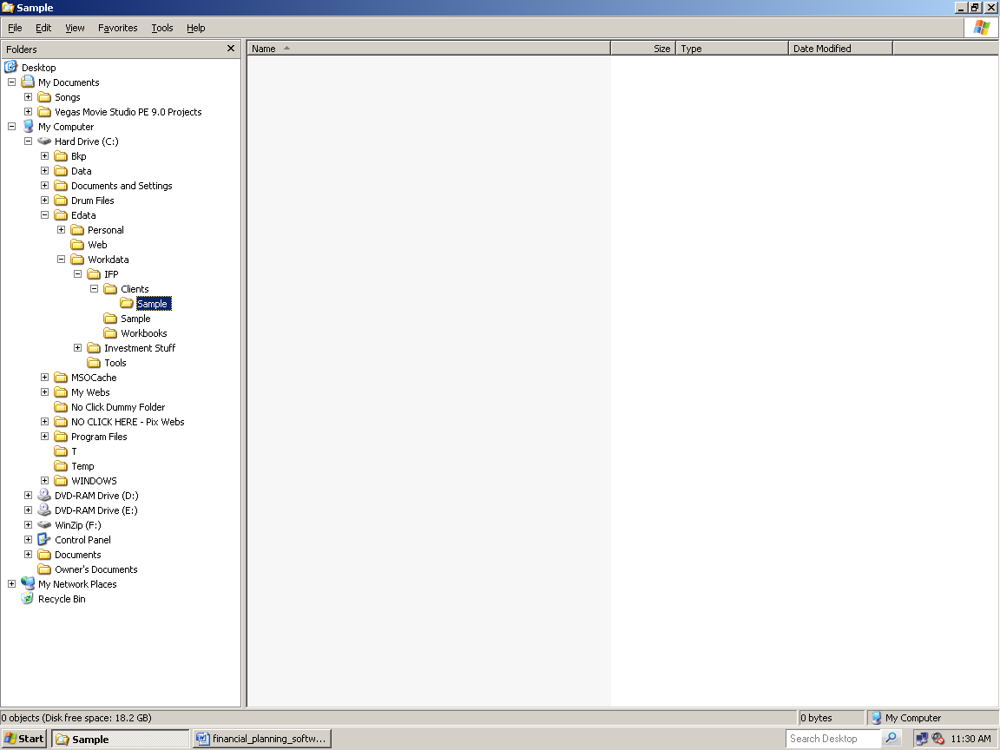 Sample
File Edit View Favorites Tools Help
Folders
Name Size Type Date Modified
Desktop
My Documents
Songs
Vegas Movie Studio PE 9.0 Projects
My Computer
Hard Drive (C:)
Bkp
Data
Documents and Settings
Drum Files
Edata
Personal
Web
Workdata
IFP
Clients
Sample
Sample
Workbooks
Investment Stuff
Tools
MSOCache
My Webs
No Click Dummy Folder
NO CLICK HERE - Pix Webs
Program Files
T
Temp
WINDOWS
DVD-RAM Drive (D:)
DVD-RAM Drive (E:)
WinZip (F:)
Control Panel
Documents
Owner's Documents
My Network Places
Recycle Bin
0 objects (Disk free space: 18.2 GB) 0 bytes My Computer
Start Sample financial_planning_softw... Search Desktop 11:30 AM